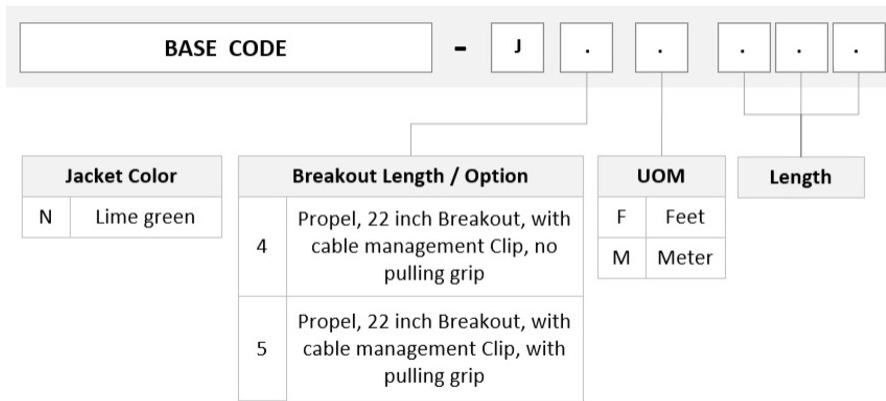 BASE CODE - J . . . . .
Jacket Color
N Lime green
Breakout Length / Option
4 Propel, 22 inch Breakout, with
cable management Clip, no
pulling grip
5 Propel, 22 inch Breakout, with
cable management Clip, with
pulling grip
UOM
F Feet
M Meter
Length